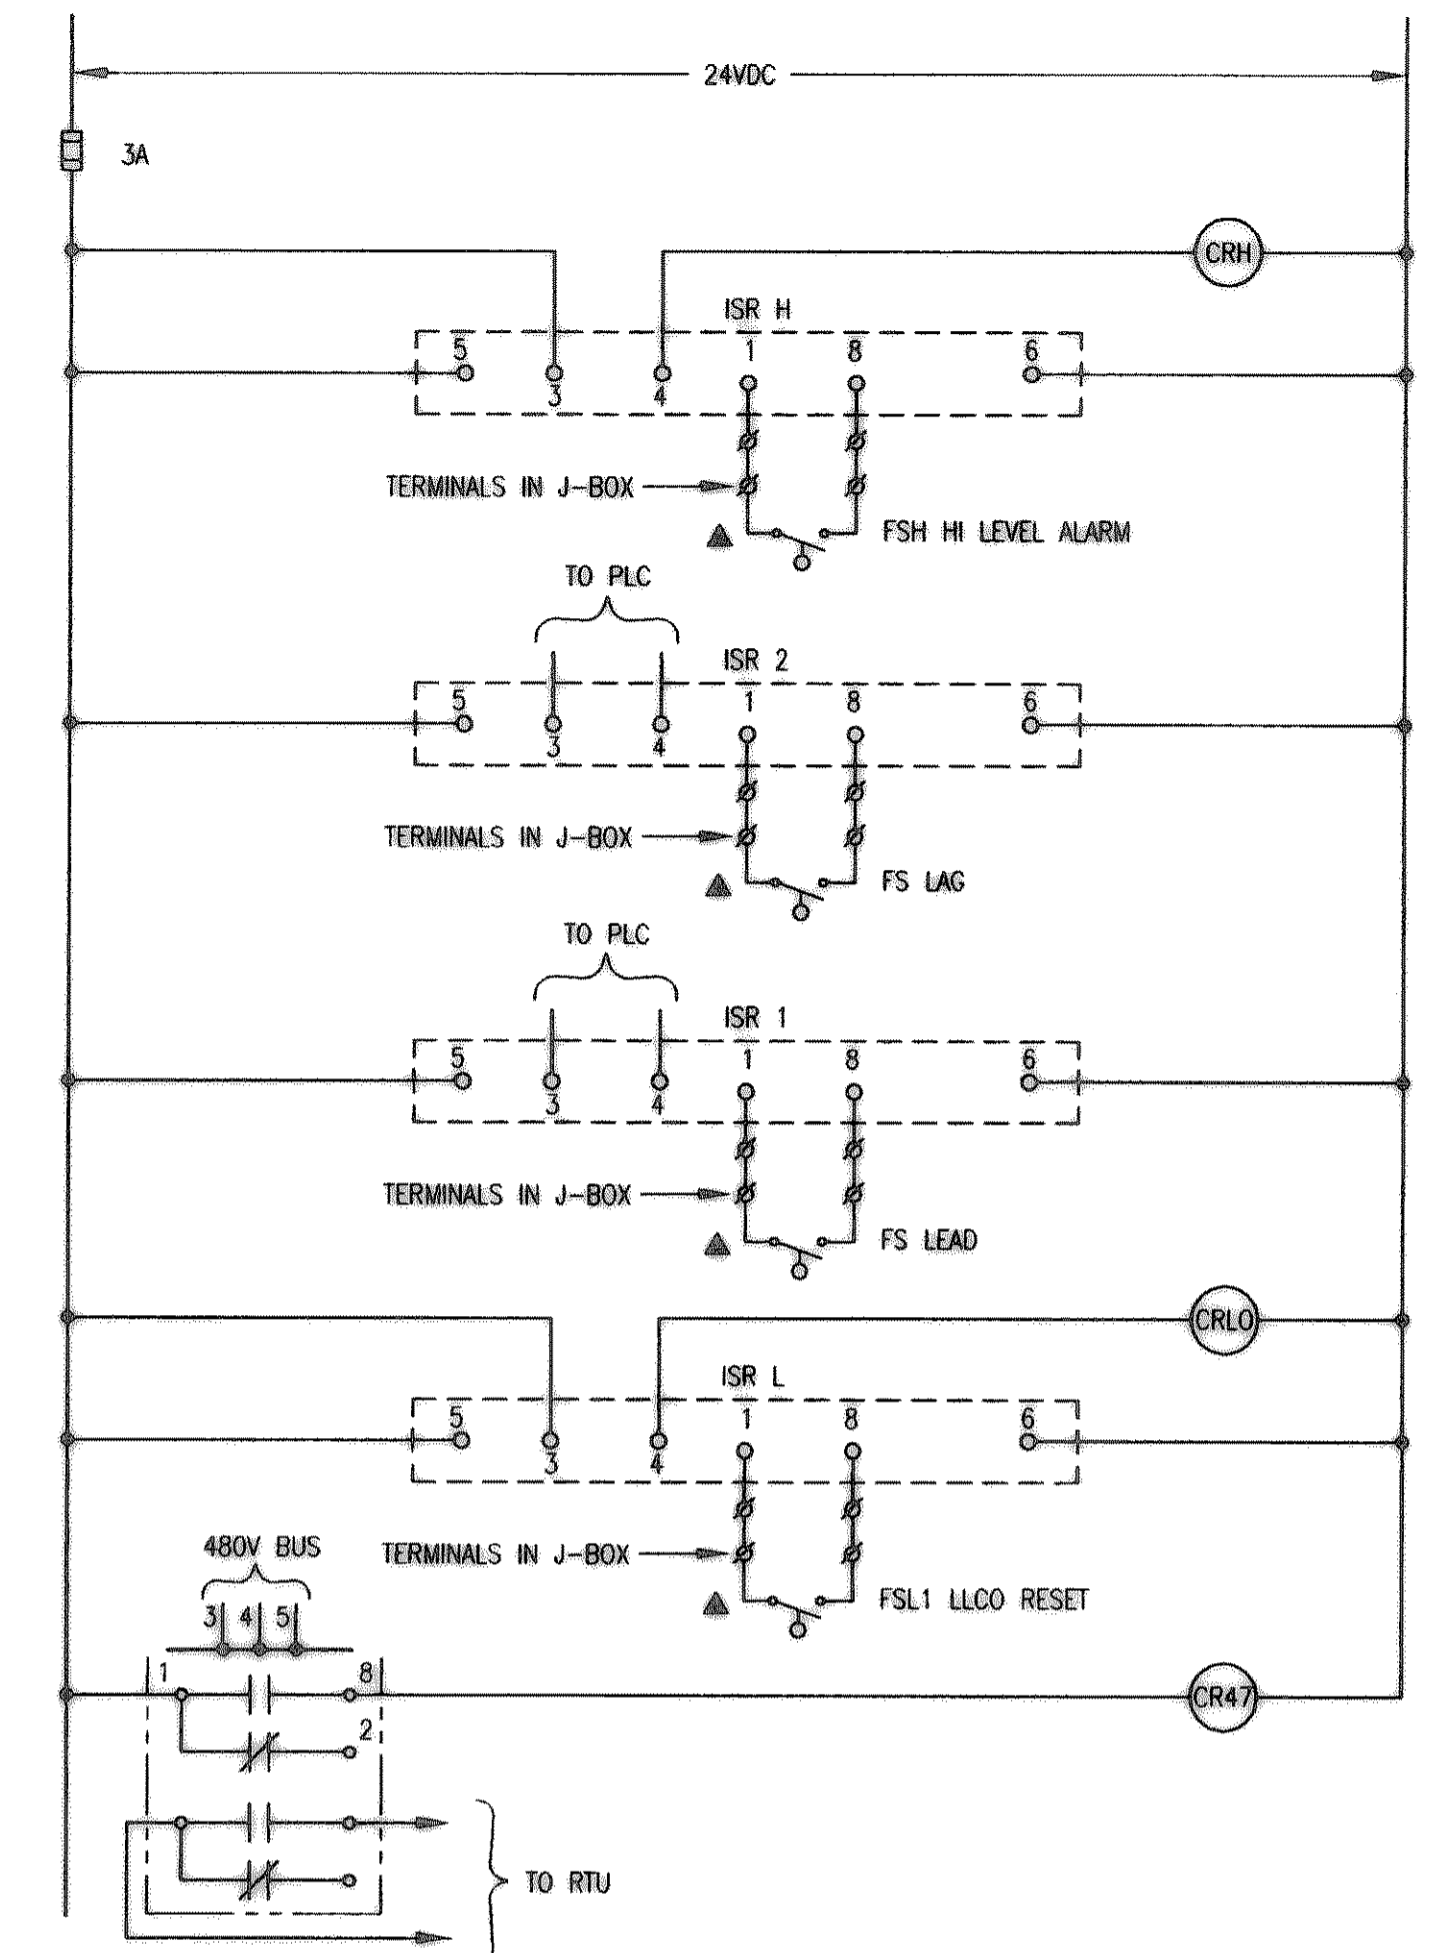 24VDC
3A
CRH
ISR H
5 1 8 6
3 4
TERMINALS IN J-BOX
FSH HI LEVEL ALARM
TO PLC
ISR 2
5 1 8 6
3 4
TERMINALS IN J-BOX
FS LAG
TO PLC
ISR 1
5 1 8 6
3 4
TERMINALS IN J-BOX
FS LEAD
CRLO
ISR L
5 1 8 6
3 4
480V BUS
TERMINALS IN J-BOX
FSL1 LLCO RESET
3 4 5
1 8
CR47
2
TO RTU